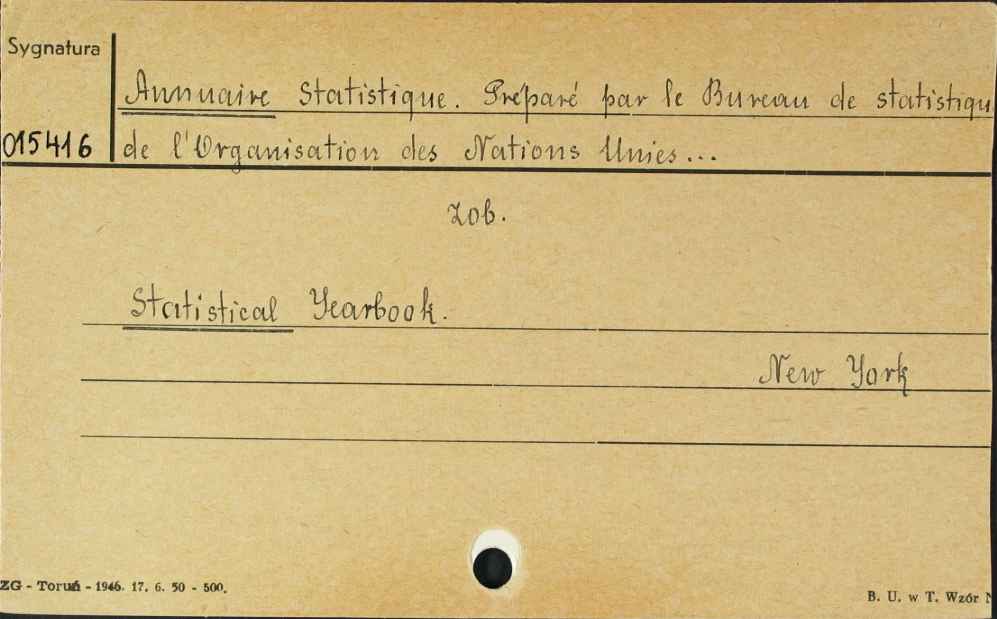 Sygnatura
Annuaire Statistique. Preparé par le Bureau de statistiqu
015416
de l'Organisation des Nations Unies...
zob.
Statistical Yearbook.
New York
ZG - Toruń - 1946. 17. 6. 50 - 500.
B. U. w T. Wzór N